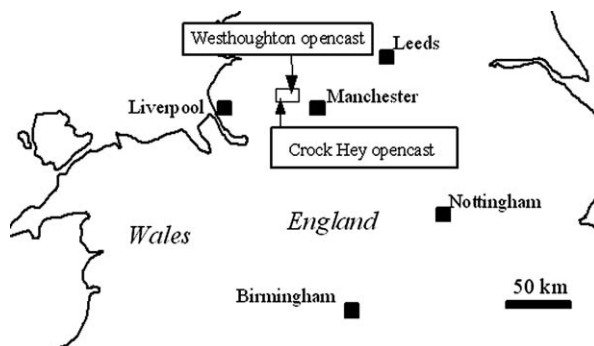 Westhoughton opencast
Leeds
Liverpool
Manchester
Crock Hey opencast
Nottingham
Wales
England
50 km
Birmingham